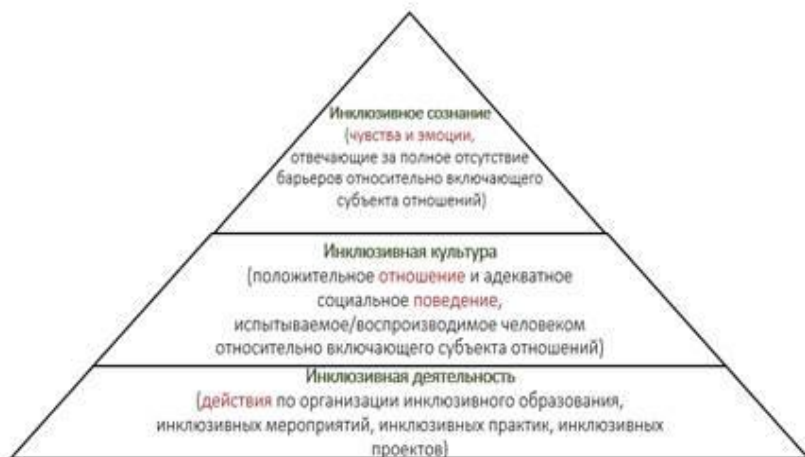 Инклюзивное сознание
(чувства и эмоции,
отвечающие за полное отсутствие
барьеров относительно включающего
субъекта отношений)
Инклюзивная культура
(положительное отношение и адекватное
социальное поведение,
испытываемое/воспроизводимое человеком
относительно включающего субъекта отношений)
Инклюзивная деятельность
(действия по организации инклюзивного образования,
инклюзивных мероприятий, инклюзивных практик, инклюзивных
проектов)